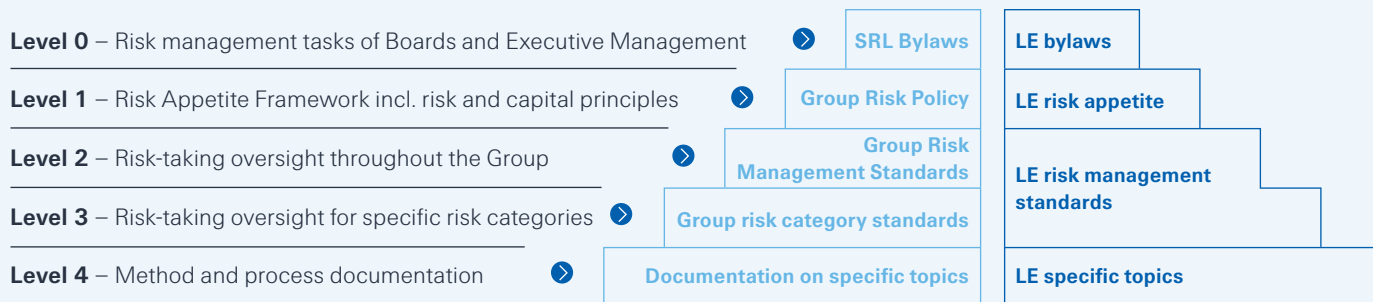 Level 0 – Risk management tasks of Boards and Executive Management
SRL Bylaws
LE bylaws
Level 1 – Risk Appetite Framework incl. risk and capital principles
Group Risk Policy
LE risk appetite
Level 2 – Risk-taking oversight throughout the Group
Group Risk
Management Standards
LE risk management
standards
Level 3 – Risk-taking oversight for specific risk categories
Group risk category standards
Level 4 – Method and process documentation
Documentation on specific topics
LE specific topics